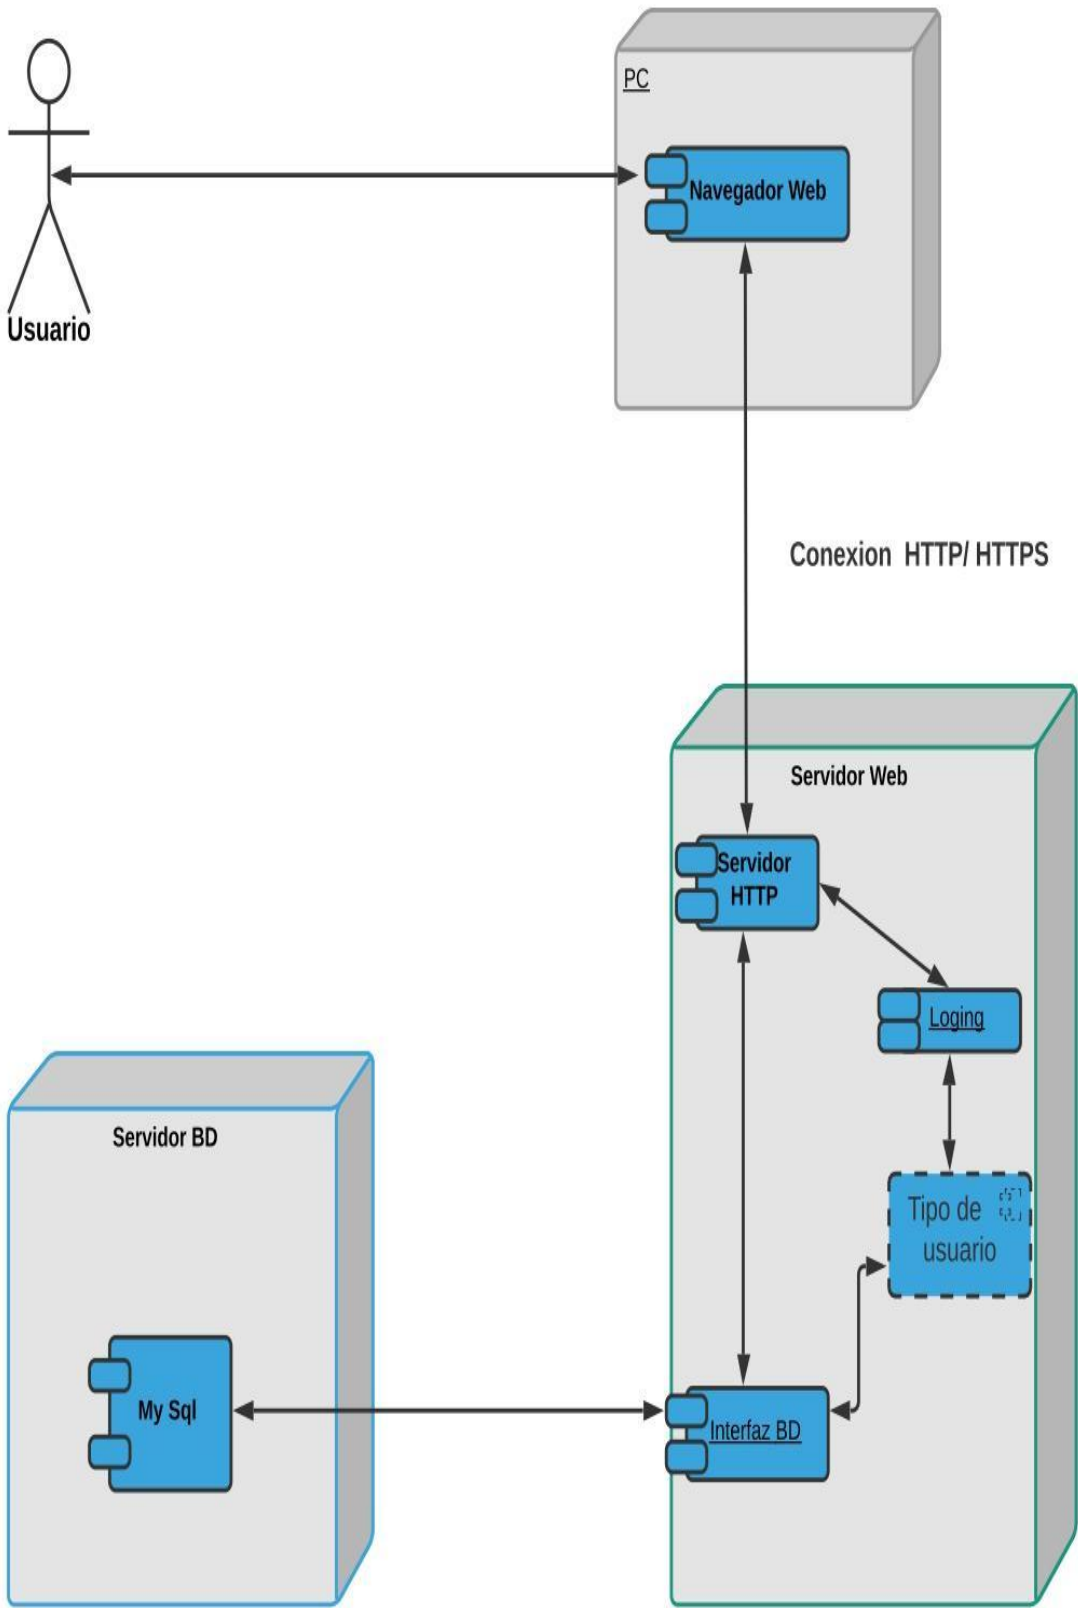 PC
Navegador Web
Usuario
Conexion HTTP/ HTTPS
Servidor Web
Servidor
HTTP
Loging
Servidor BD
Tipo de
usuario
My Sql
Interfaz BD